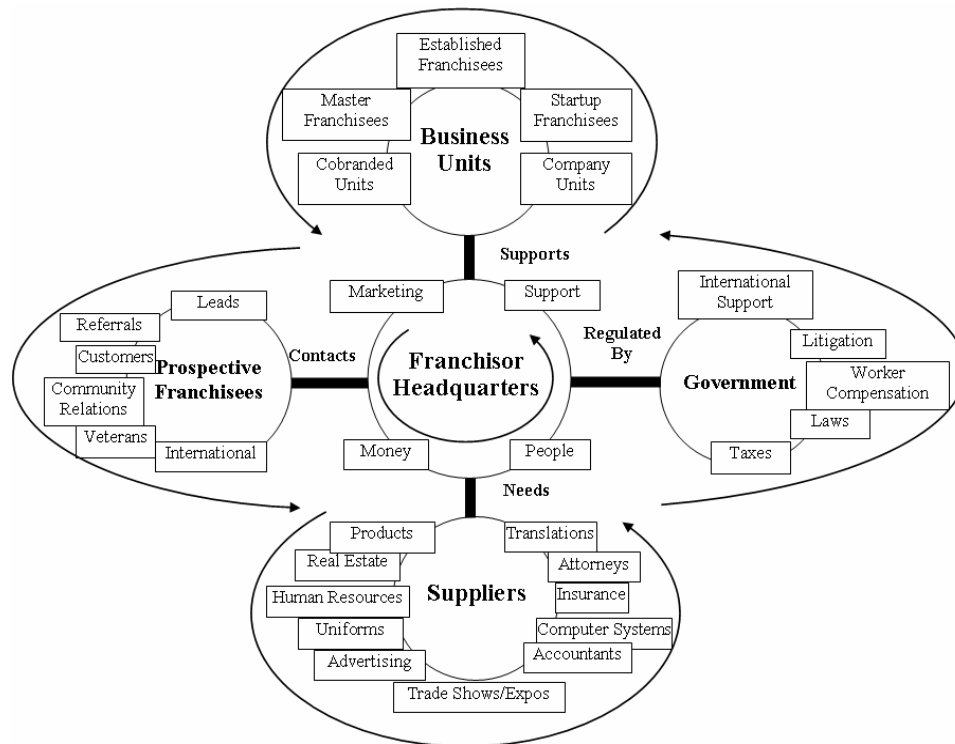 Established
Franchisees
Master
Franchisees
Startup
Franchisees
Business
Units
Cobranded
Units
Company
Units
Supports
Marketing
Support
International
Support
Leads
Referrals
Customers
Community
Relations
Veterans
International
Prospective
Franchisees
Contacts
Franchisor
Headquarters
Regulated
By
Government
Litigation
Worker
Compensation
Laws
Taxes
Money
People
Needs
Products
Real Estate
Human Resources
Uniforms
Advertising
Suppliers
Translations
Attorneys
Insurance
Computer Systems
Accountants
Trade Shows/Expos